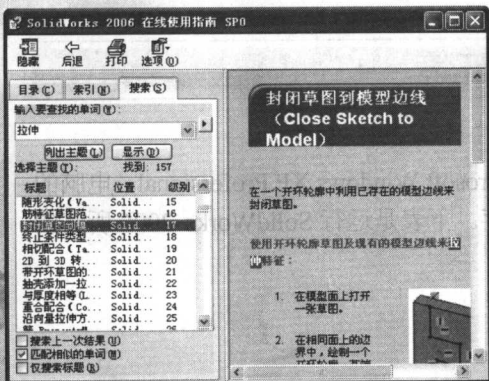 SolidWorks 2006 在线使用指南 SP0
隐藏 后退 打印 选项(O)
目录(C) 索引(N) 搜索(S)
输入要查找的单词(W):
拉伸
列出主题(L) 显示(D)
选择主题(T): 找到: 157
标题 位置 级别
随形变化(Va... Solid... 15
筋特征草图范... Solid... 16
封闭草图到模... Solid... 17
终止条件类型 Solid... 18
相切配合(Ta... Solid... 19
2D 到 3D 转... Solid... 20
带开环草图的... Solid... 21
抽壳添加一拉... Solid... 22
与厚度相等(L... Solid... 23
重合配合(Co... Solid... 24
沿向量拉伸方... Solid... 25
搜索上一次结果(U)
匹配相似的单词(M)
仅搜索标题(R)
封闭草图到模型边线
(Close Sketch to
Model)
在一个开环轮廓中利用已存在的模型边线来
封闭草图。
使用开环轮廓草图及现有的模型边线来拉
伸特征:
1. 在模型面上打开
一张草图。
2. 在相同面上的边
界中,绘制一个